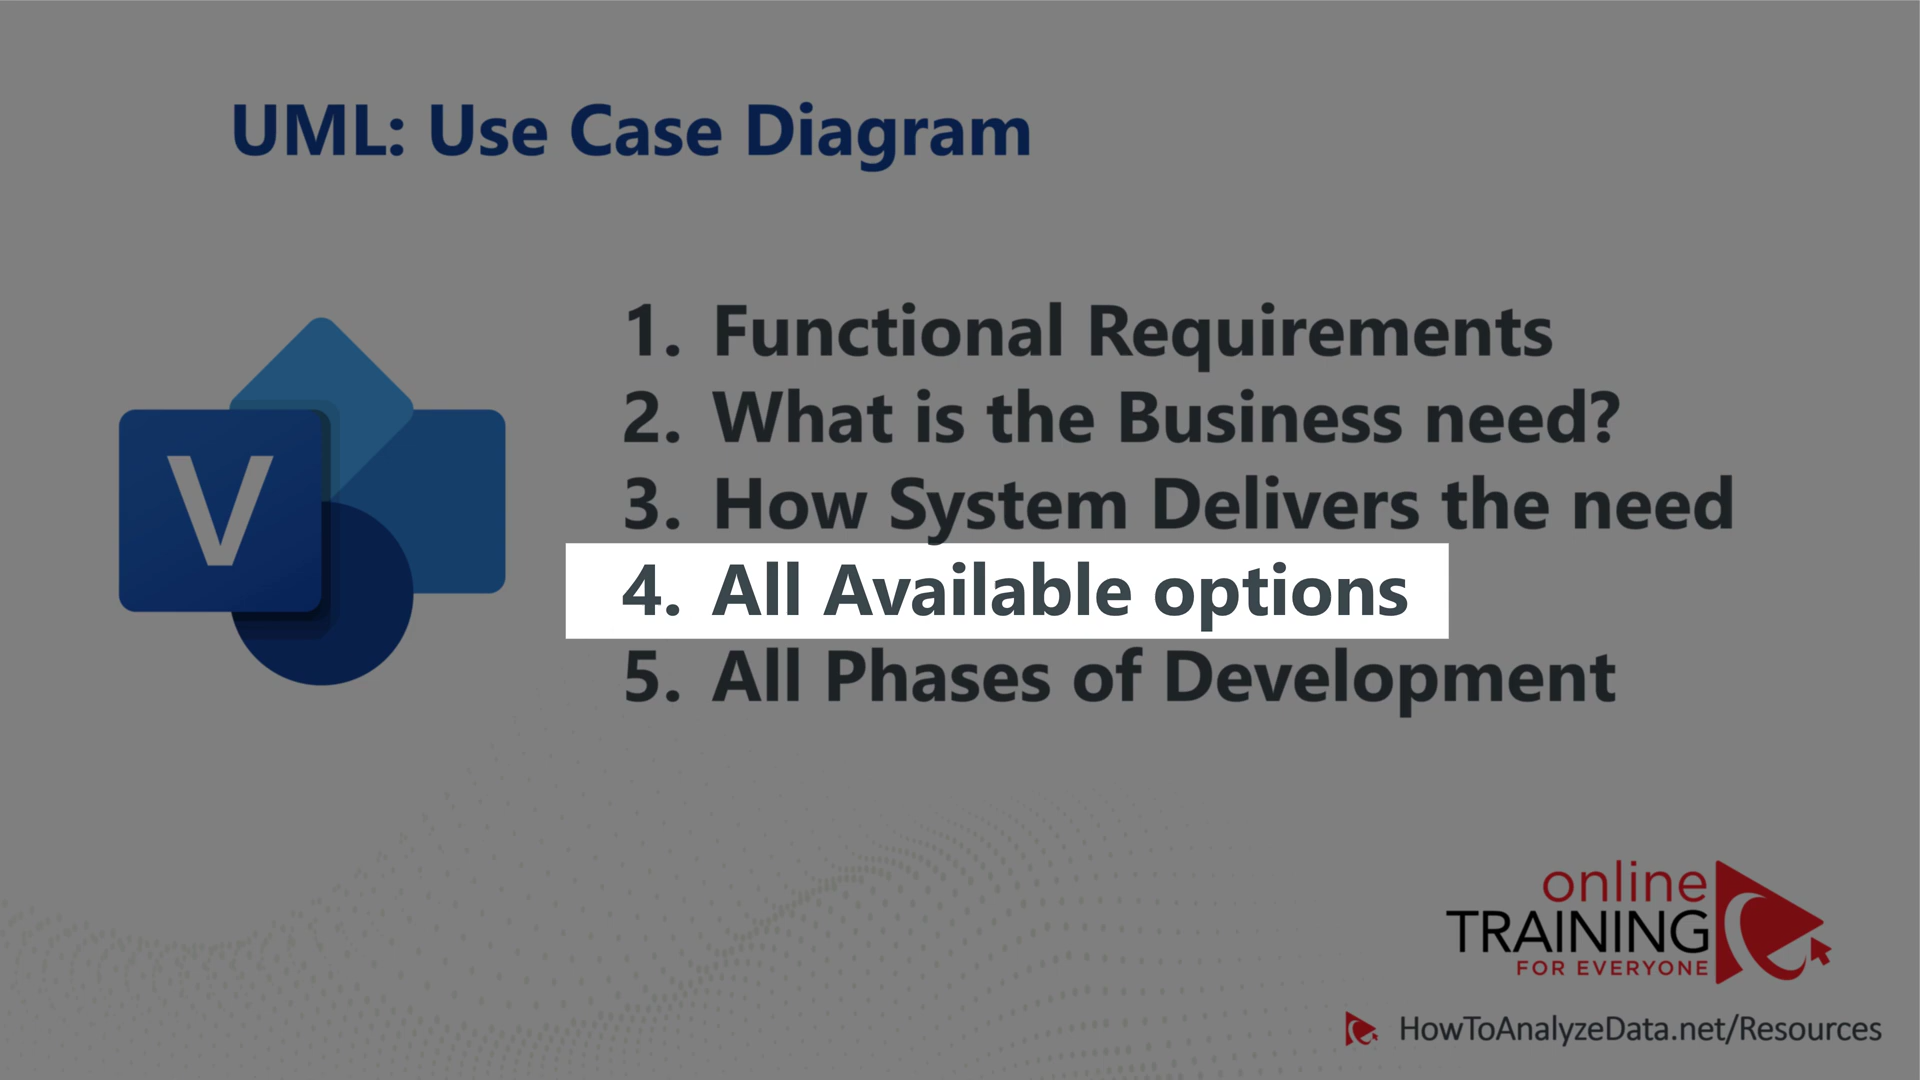 UML: Use Case Diagram
1. Functional Requirements
2. What is the Business need?
3. How System Delivers the need
4. All Available options
5. All Phases of Development
V
online
TRAINING
FOR EVERYONE
HowToAnalyzeData.net/Resources